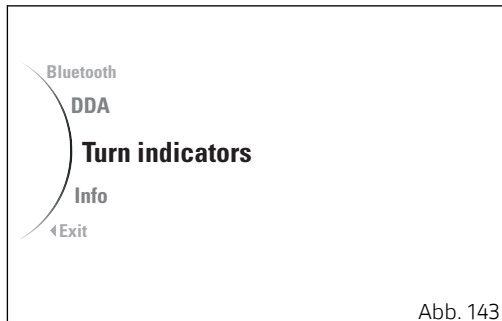 Bluetooth
DDA
Turn indicators
Info
Exit
Abb. 143